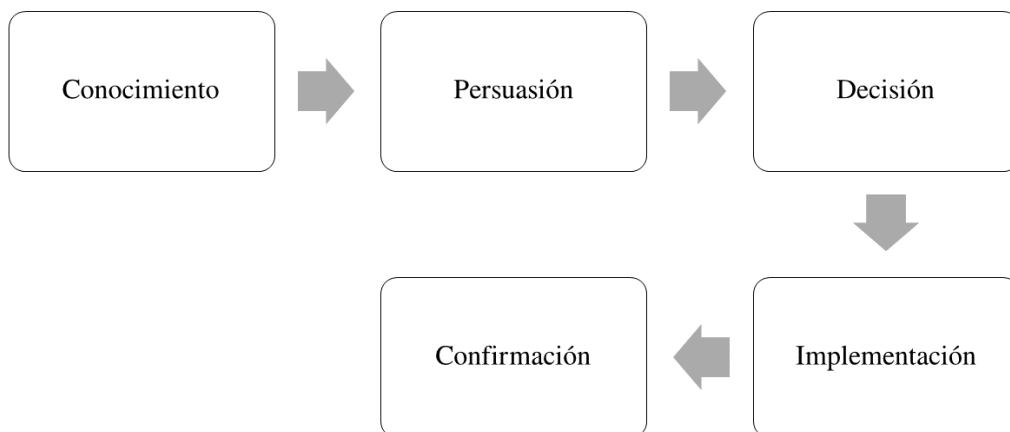 Conocimiento
Persuasión
Decisión
Implementación
Confirmación